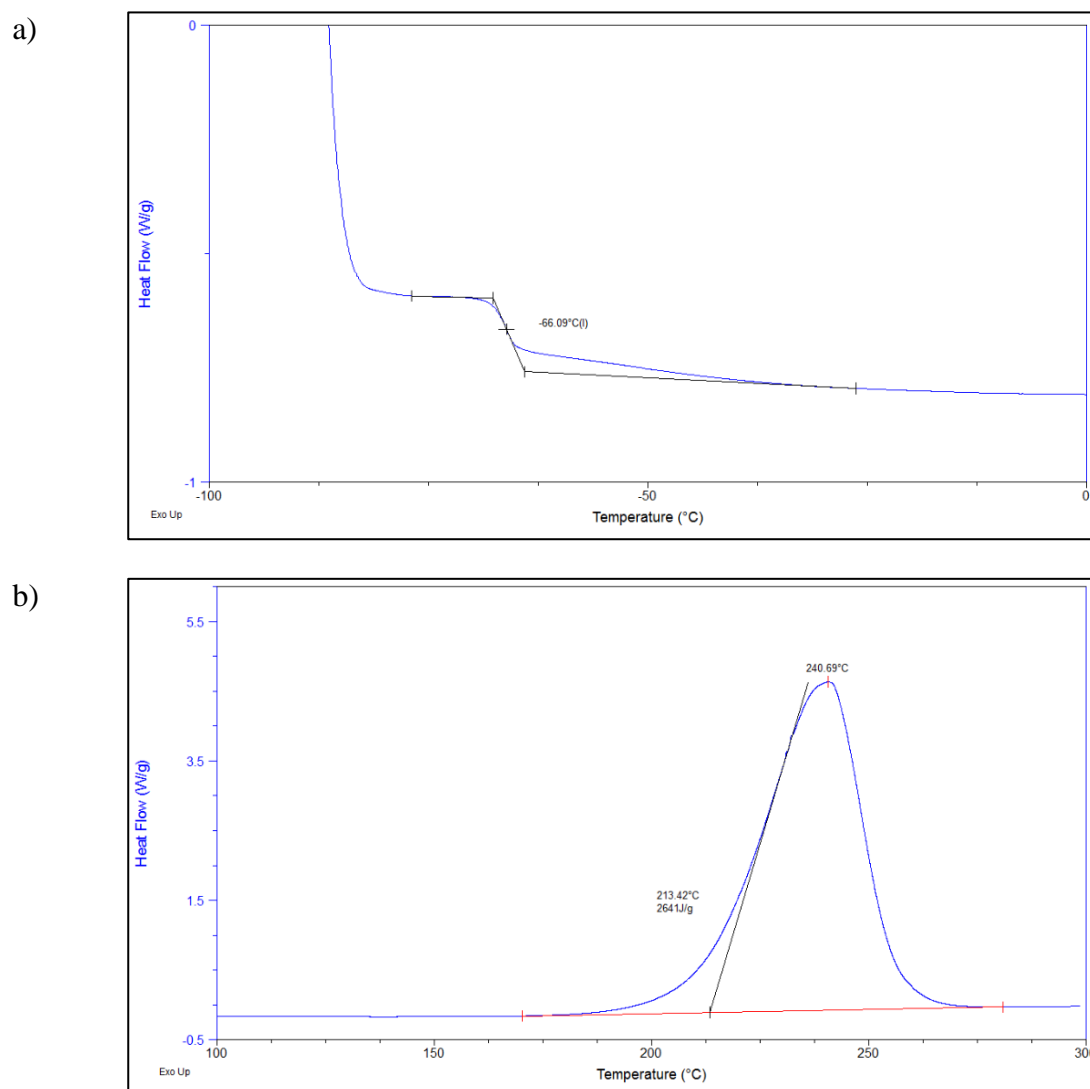 a)
0
Heat Flow (W/g)
-66.09°C(I)
-1
-100
-50
0
Exo Up
Temperature (°C)
b)
5.5
240.69°C
3.5
Heat Flow (W/g)
213.42°C
2641J/g
1.5
-0.5
100
150
200
250
300
Exo Up
Temperature (°C)